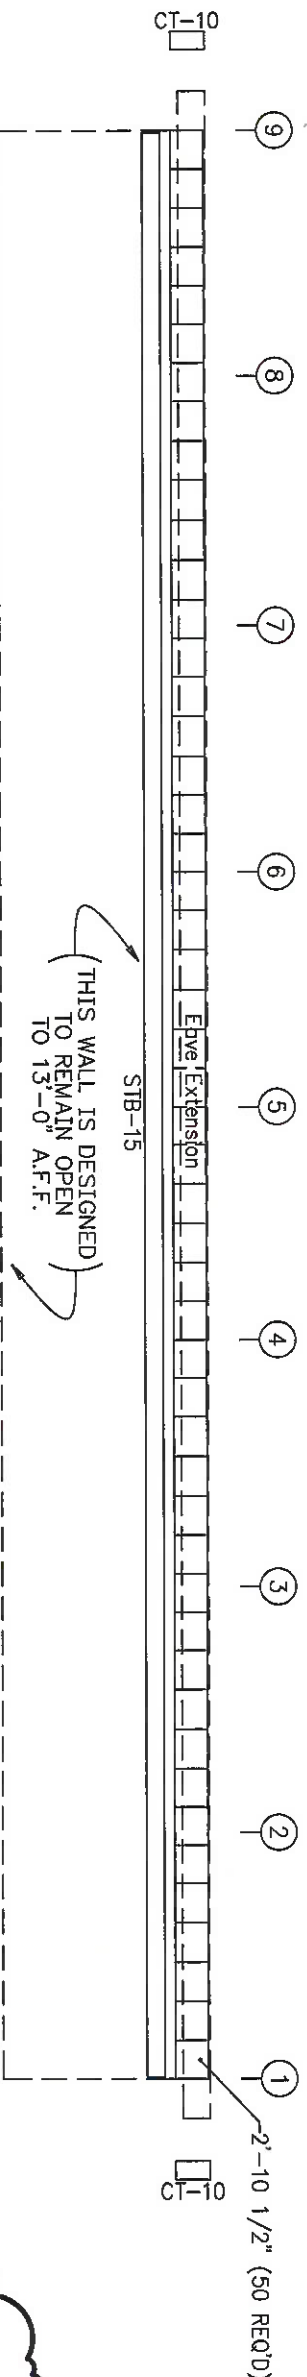 CT-10
9
8
7
6
5
4
3
2
1
Eave Extension
STB-15
THIS WALL IS DESIGNED
TO REMAIN OPEN
TO 13'-0" A.F.F.
2'-10 1/2" (50 REQ'D)
CT-10